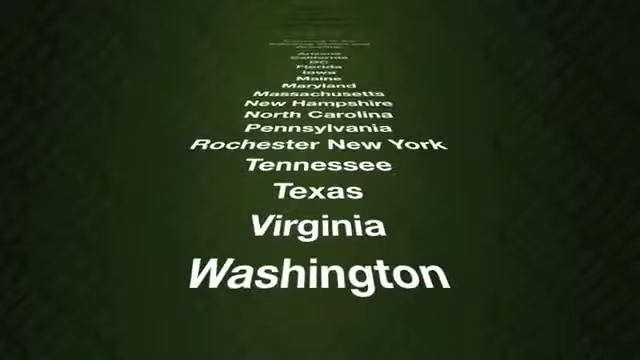 Arizona
California
DC
Florida
Iowa
Maine
Maryland
Massachusetts
New Hampshire
North Carolina
Pennsylvania
Rochester New York
Tennessee
Texas
Virginia
Washington